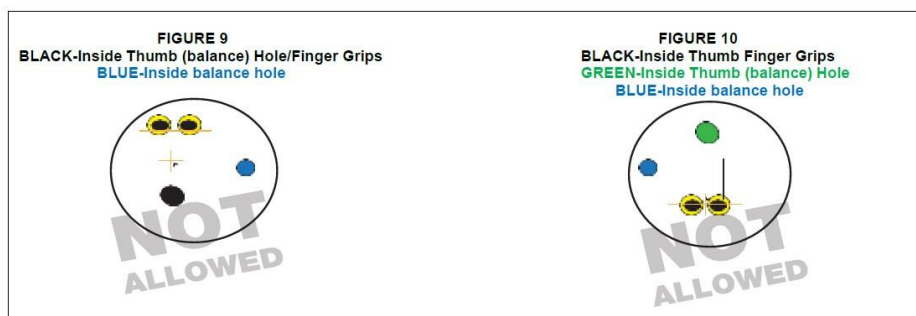 FIGURE 9
BLACK-Inside Thumb (balance) Hole/Finger Grips
BLUE-Inside balance hole
NOT
ALLOWED
FIGURE 10
BLACK-Inside Thumb Finger Grips
GREEN-Inside Thumb (balance) Hole
BLUE-Inside balance hole
NOT
ALLOWED